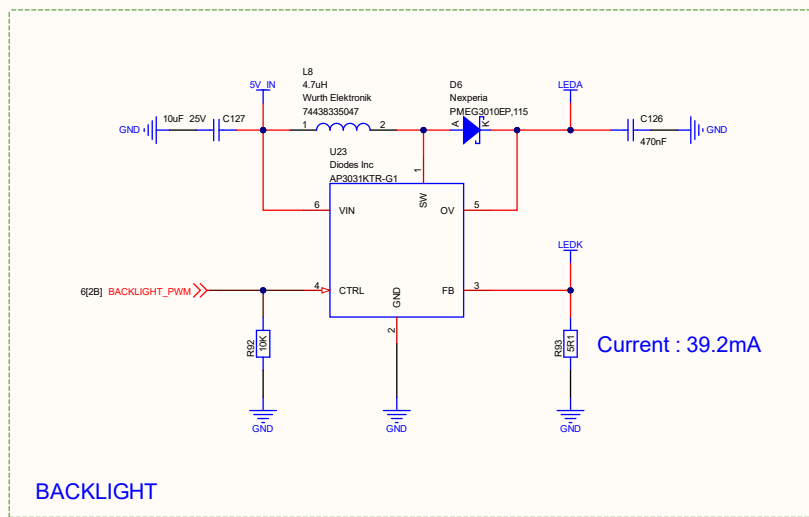 L8
4.7uH
Wurth Elektronik
74438335047
D6
Nexperia
PMEG3010EP,115
5V_IN
LEDA
10uF 25V C127
GND
1 2
A K
C126
470nF
GND
U23
Diodes Inc
AP3031KTR-G1
1
SW
6 VIN
OV 5
LEDK
6[2B] BACKLIGHT_PWM
4 CTRL
GND
FB 3
2
R92
10K
R93
5R1
Current : 39.2mA
GND
GND
GND
BACKLIGHT